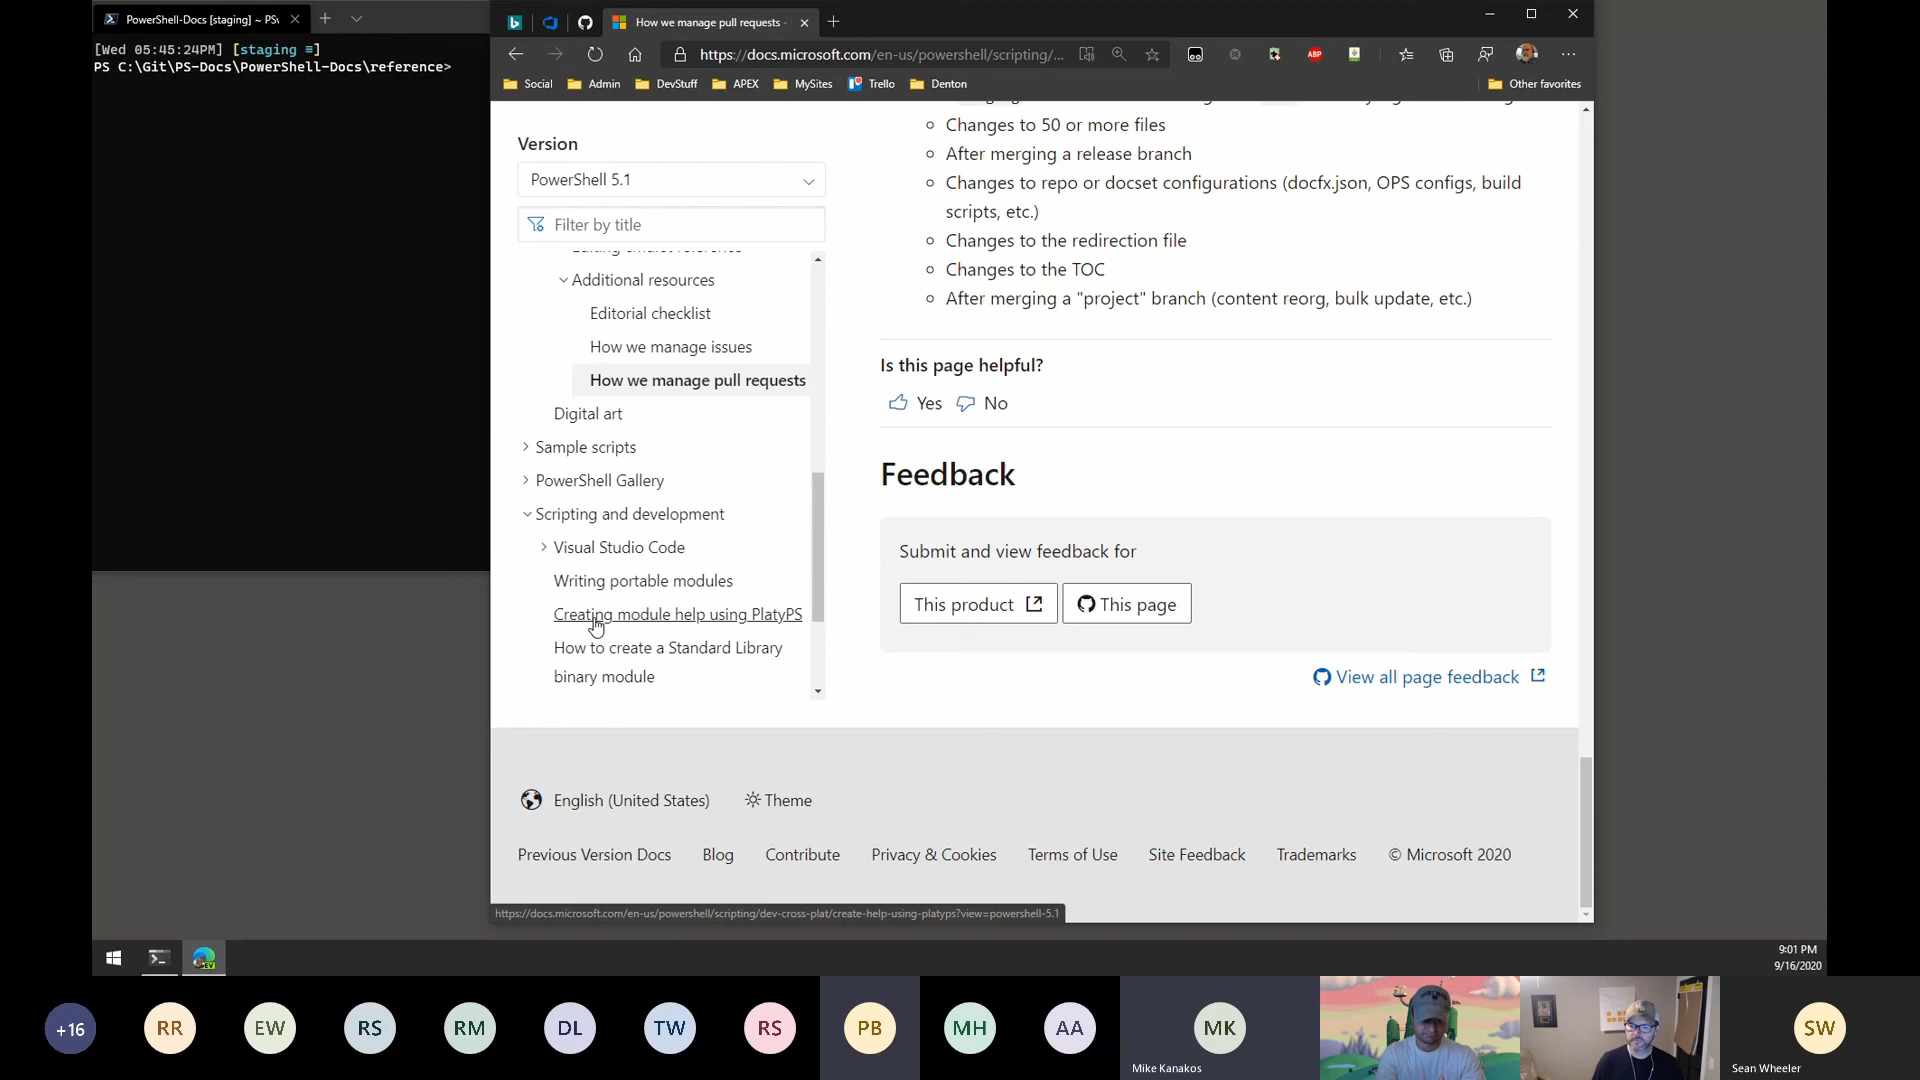 PowerShell-Docs [staging] ~ PS\
[Wed 05:45:24PM] [staging ≡]
PS C:\Git\PS-Docs\PowerShell-Docs\reference>
How we manage pull requests -
https://docs.microsoft.com/en-us/powershell/scripting/...
ABP
Social
Admin
DevStuff
APEX
MySites
Trello
Denton
Other favorites
Version
PowerShell 5.1
Filter by title
Editing cmdlet reference
Additional resources
Editorial checklist
How we manage issues
How we manage pull requests
Digital art
Sample scripts
PowerShell Gallery
Scripting and development
Visual Studio Code
Writing portable modules
Creating module help using PlatyPS
How to create a Standard Library
binary module
Changes to 50 or more files
After merging a release branch
Changes to repo or docset configurations (docfx.json, OPS configs, build
scripts, etc.)
Changes to the redirection file
Changes to the TOC
After merging a "project" branch (content reorg, bulk update, etc.)
Is this page helpful?
Yes
No
Feedback
Submit and view feedback for
This product
This page
View all page feedback
English (United States)
Theme
Previous Version Docs
Blog
Contribute
Privacy & Cookies
Terms of Use
Site Feedback
Trademarks
© Microsoft 2020
https://docs.microsoft.com/en-us/powershell/scripting/dev-cross-plat/create-help-using-platyps?view=powershell-5.1
9:01 PM
9/16/2020
+16
RR
EW
RS
RM
DL
TW
RS
PB
MH
AA
MK
SW
Mike Kanakos
Sean Wheeler